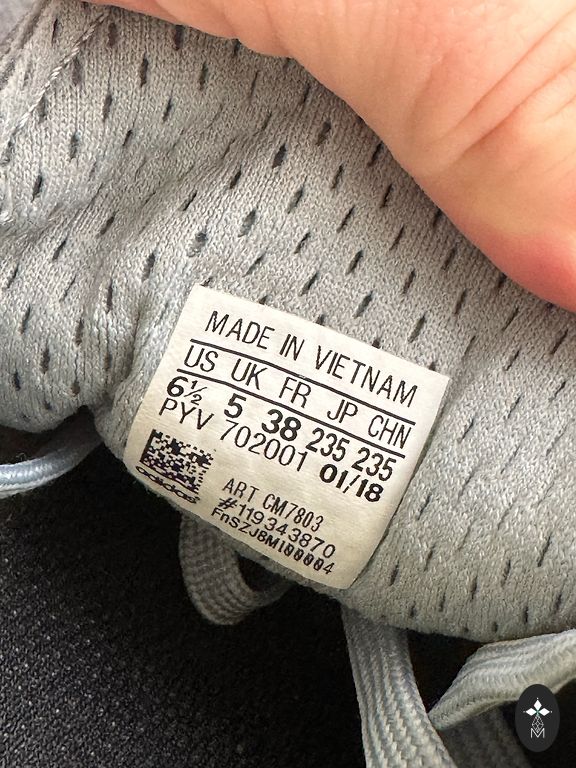 MADE IN VIETNAM
US UK FR JP CHN
6½ 5 38 235 235
PYV 702001 01/18
adidas
ART CM7803
#119343870
FnSZJ8M100004
M